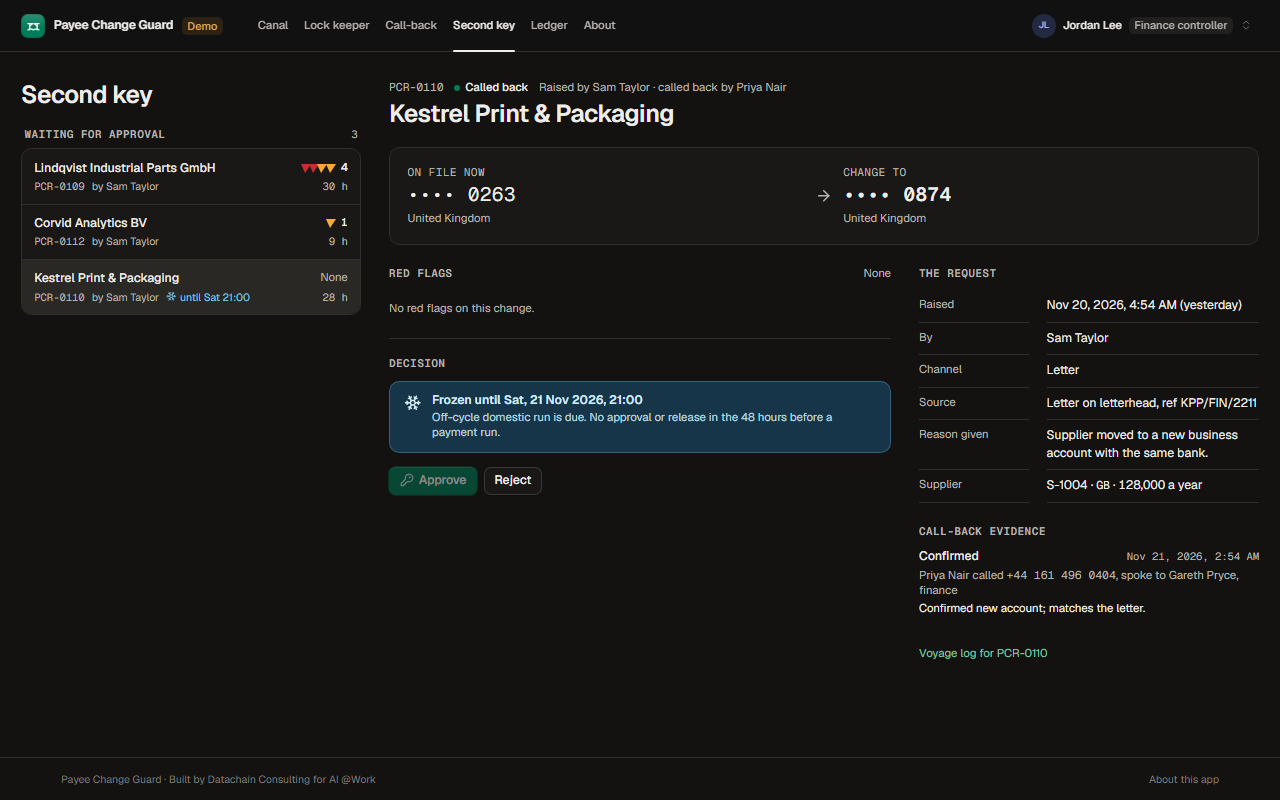 Payee Change Guard Demo Canal Lock keeper Call-back Second key Ledger About JL Jordan Lee Finance controller
Second key
WAITING FOR APPROVAL 3
Lindqvist Industrial Parts GmbH 4
PCR-0109 by Sam Taylor 30 h
Corvid Analytics BV 1
PCR-0112 by Sam Taylor 9 h
Kestrel Print & Packaging None
PCR-0110 by Sam Taylor until Sat 21:00 28 h
PCR-0110 Called back Raised by Sam Taylor · called back by Priya Nair
Kestrel Print & Packaging
ON FILE NOW
•••• 0263
United Kingdom
→
CHANGE TO
•••• 0874
United Kingdom
RED FLAGS None
No red flags on this change.
DECISION
Frozen until Sat, 21 Nov 2026, 21:00
Off-cycle domestic run is due. No approval or release in the 48 hours before a
payment run.
Approve Reject
THE REQUEST
Raised Nov 20, 2026, 4:54 AM (yesterday)
By Sam Taylor
Channel Letter
Source Letter on letterhead, ref KPP/FIN/2211
Reason given Supplier moved to a new business
account with the same bank.
Supplier S-1004 · GB · 128,000 a year
CALL-BACK EVIDENCE
Confirmed Nov 21, 2026, 2:54 AM
Priya Nair called +44 161 496 0404, spoke to Gareth Pryce,
finance
Confirmed new account; matches the letter.
Voyage log for PCR-0110
Payee Change Guard · Built by Datachain Consulting for AI @Work About this app